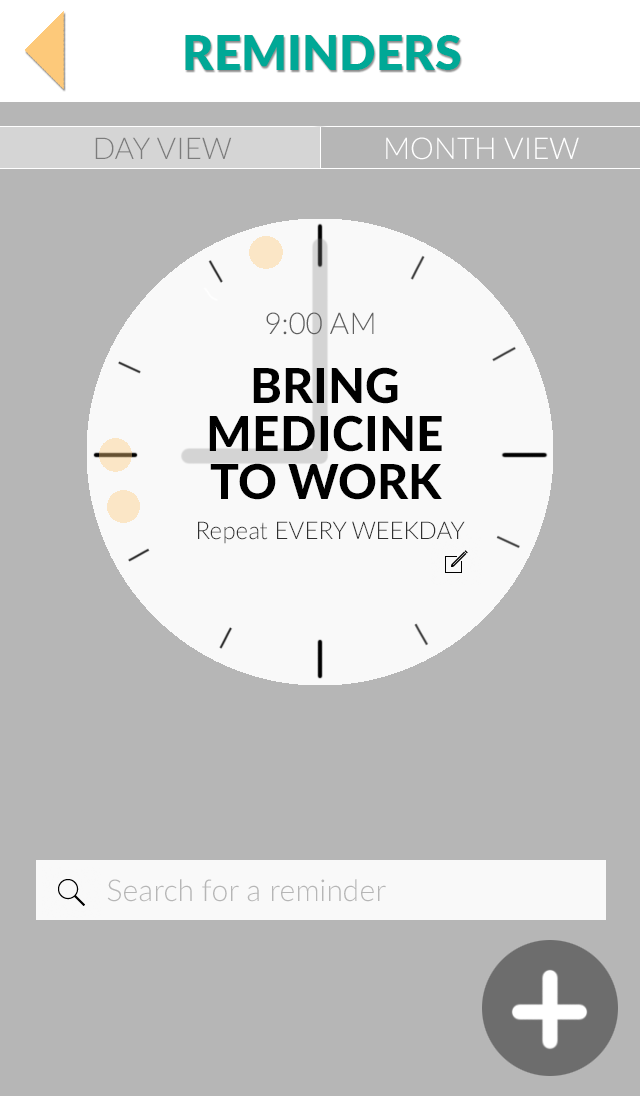 REMINDERS
DAY VIEW
MONTH VIEW
9:00 AM
BRING
MEDICINE
TO WORK
Repeat EVERY WEEKDAY
Search for a reminder